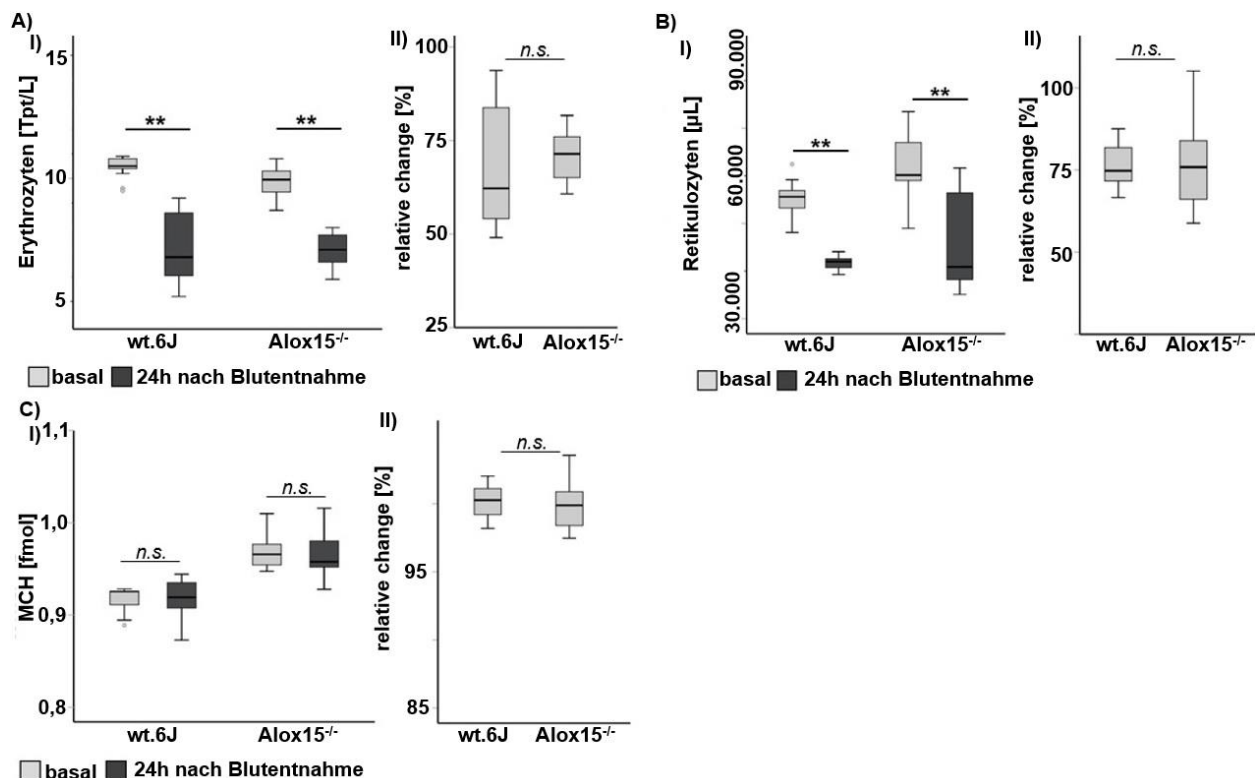 A)
I)
Erythrozyten [Tpt/L]
15
10
5
**
**
wt.6J Alox15-/-
II)
relative change [%]
100
75
50
25
n.s.
wt.6J Alox15-/-
basal 24h nach Blutentnahme
B)
I)
Retikulozyten [µL]
90.000
60.000
30.000
**
**
wt.6J Alox15-/-
II)
relative change [%]
100
75
50
n.s.
wt.6J Alox15-/-
basal 24h nach Blutentnahme
C)
I)
MCH [fmol]
1,1
1,0
0,9
0,8
n.s.
n.s.
wt.6J Alox15-/-
II)
relative change [%]
95
85
n.s.
wt.6J Alox15-/-
basal 24h nach Blutentnahme